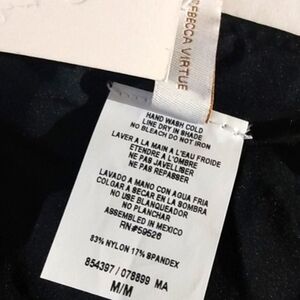 REBECCA VIRTUE
HAND WASH COLD
LINE DRY IN SHADE
NO BLEACH DO NOT IRON
LAVER A LA MAIN A L'EAU FROIDE
ETENDRE A L'OMBRE
NE PAS JAVELLISER
NE PAS REPASSER
LAVADO A MANO CON AGUA FRIA
COLGAR A SECAR EN LA SOMBRA
NO USE BLANQUEADOR
NO PLANCHAR
ASSEMBLED IN MEXICO
RN#59526
83% NYLON 17% SPANDEX
854397 / 078899 MA
M/M